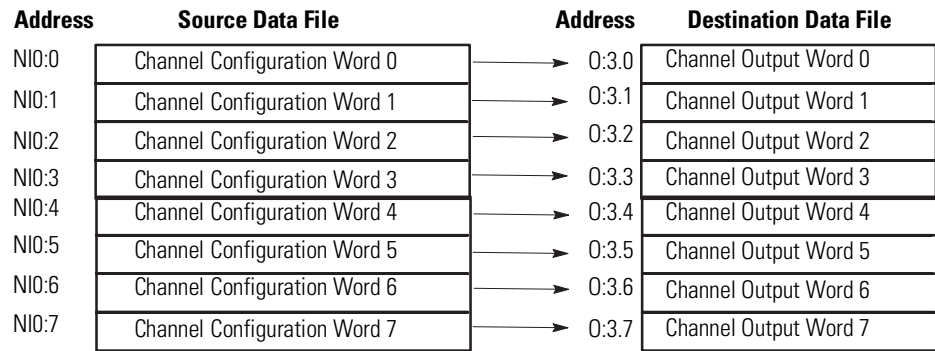 Address Source Data File Address Destination Data File
NI0:0 Channel Configuration Word 0 O:3.0 Channel Output Word 0
NI0:1 Channel Configuration Word 1 O:3.1 Channel Output Word 1
NI0:2 Channel Configuration Word 2 O:3.2 Channel Output Word 2
NI0:3 Channel Configuration Word 3 O:3.3 Channel Output Word 3
NI0:4 Channel Configuration Word 4 O:3.4 Channel Output Word 4
NI0:5 Channel Configuration Word 5 O:3.5 Channel Output Word 5
NI0:6 Channel Configuration Word 6 O:3.6 Channel Output Word 6
NI0:7 Channel Configuration Word 7 O:3.7 Channel Output Word 7